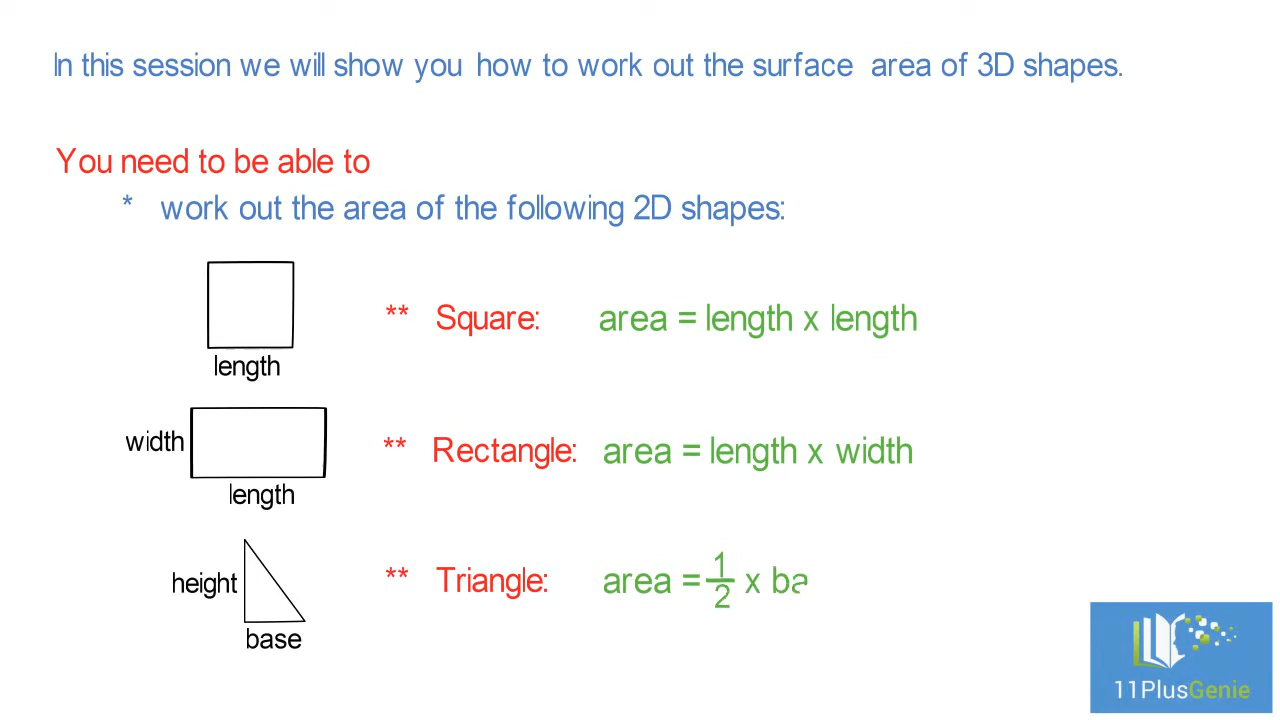 In this session we will show you how to work out the surface area of 3D shapes.
You need to be able to
* work out the area of the following 2D shapes:
** Square: area = length x length
length
width
** Rectangle: area = length x width
length
height
** Triangle: area = 1/2 x ba
base
11PlusGenie